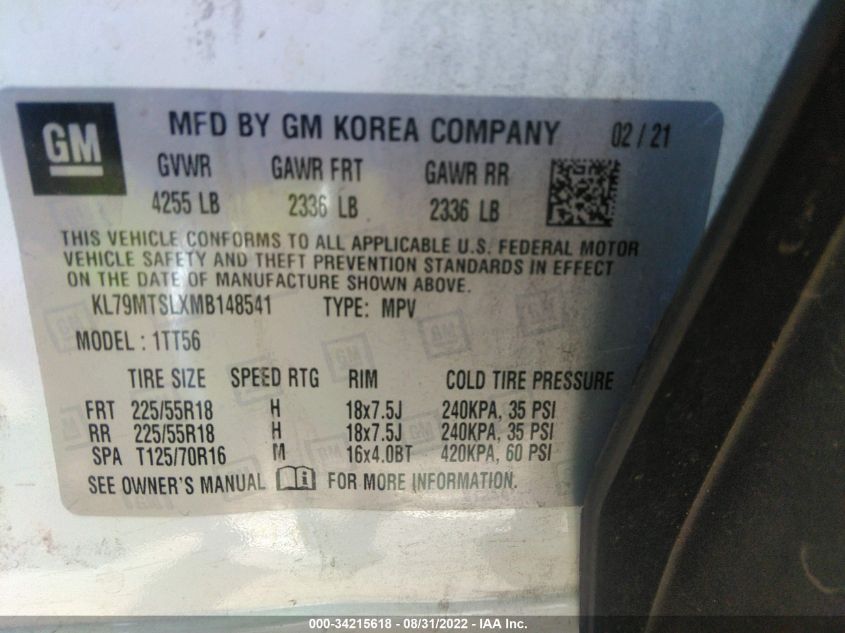 GM MFD BY GM KOREA COMPANY 02/21
GVWR GAWR FRT GAWR RR
4255 LB 2336 LB 2336 LB
THIS VEHICLE CONFORMS TO ALL APPLICABLE U.S. FEDERAL MOTOR
VEHICLE SAFETY AND THEFT PREVENTION STANDARDS IN EFFECT
ON THE DATE OF MANUFACTURE SHOWN ABOVE.
KL79MTSLXMB148541 TYPE: MPV
MODEL: 1TT56
TIRE SIZE SPEED RTG RIM COLD TIRE PRESSURE
FRT 225/55R18 H 18x7.5J 240KPA, 35 PSI
RR 225/55R18 H 18x7.5J 240KPA, 35 PSI
SPA T125/70R16 M 16x4.0BT 420KPA, 60 PSI
SEE OWNER'S MANUAL FOR MORE INFORMATION.
000-34215618 - 08/31/2022 - IAA Inc.